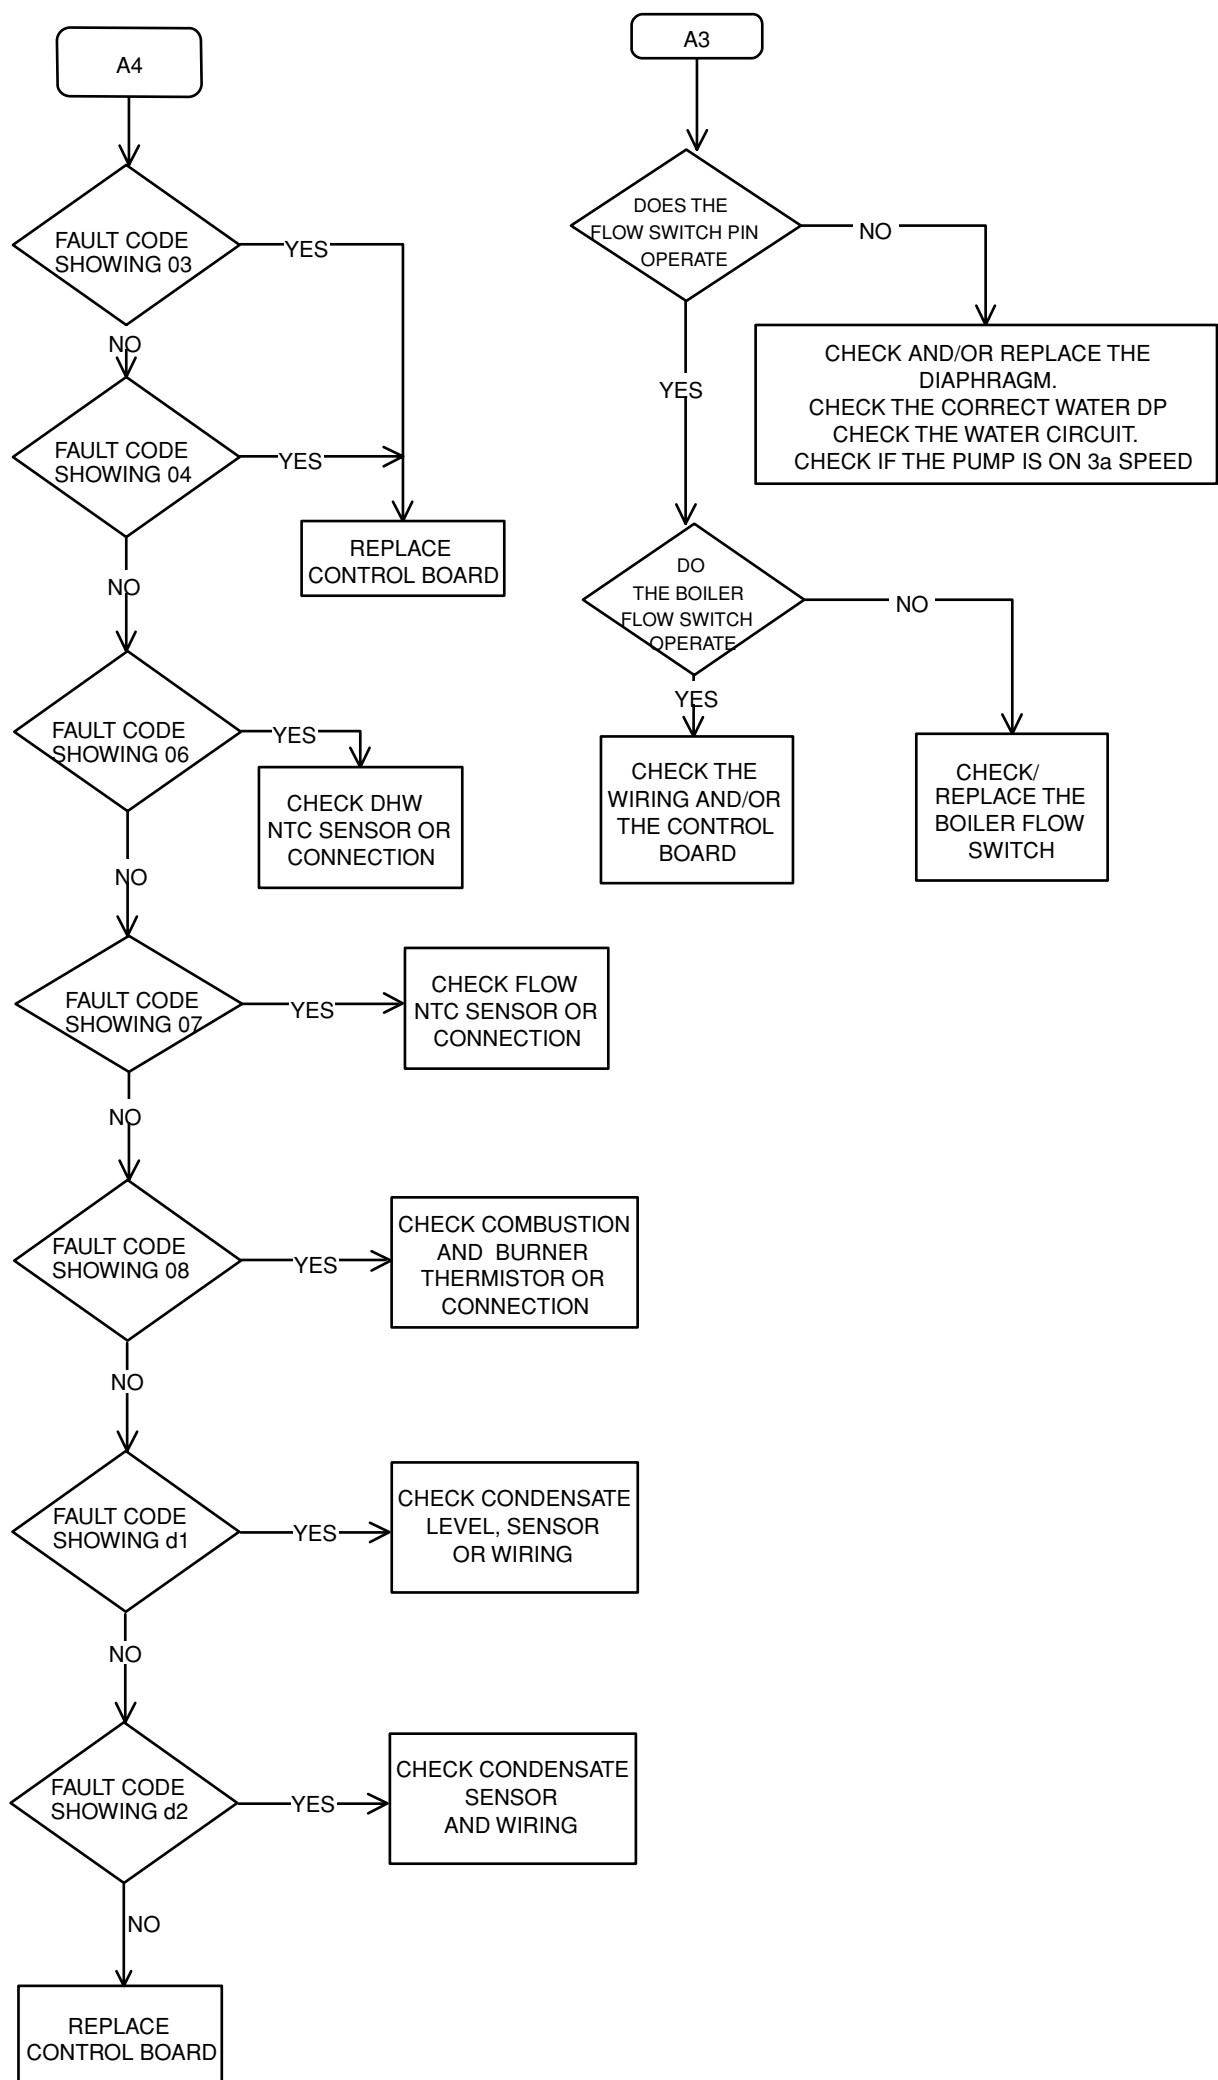 A4
FAULT CODE
SHOWING 03
YES
NO
FAULT CODE
SHOWING 04
YES
REPLACE
CONTROL BOARD
NO
FAULT CODE
SHOWING 06
YES
CHECK DHW
NTC SENSOR OR
CONNECTION
NO
FAULT CODE
SHOWING 07
YES
CHECK FLOW
NTC SENSOR OR
CONNECTION
NO
FAULT CODE
SHOWING 08
YES
CHECK COMBUSTION
AND BURNER
THERMISTOR OR
CONNECTION
NO
FAULT CODE
SHOWING d1
YES
CHECK CONDENSATE
LEVEL, SENSOR
OR WIRING
NO
FAULT CODE
SHOWING d2
YES
CHECK CONDENSATE
SENSOR
AND WIRING
NO
REPLACE
CONTROL BOARD
A3
DOES THE
FLOW SWITCH PIN
OPERATE
NO
CHECK AND/OR REPLACE THE
DIAPHRAGM.
CHECK THE CORRECT WATER DP
CHECK THE WATER CIRCUIT.
CHECK IF THE PUMP IS ON 3a SPEED
YES
DO
THE BOILER
FLOW SWITCH
OPERATE
NO
CHECK/
REPLACE THE
BOILER FLOW
SWITCH
YES
CHECK THE
WIRING AND/OR
THE CONTROL
BOARD